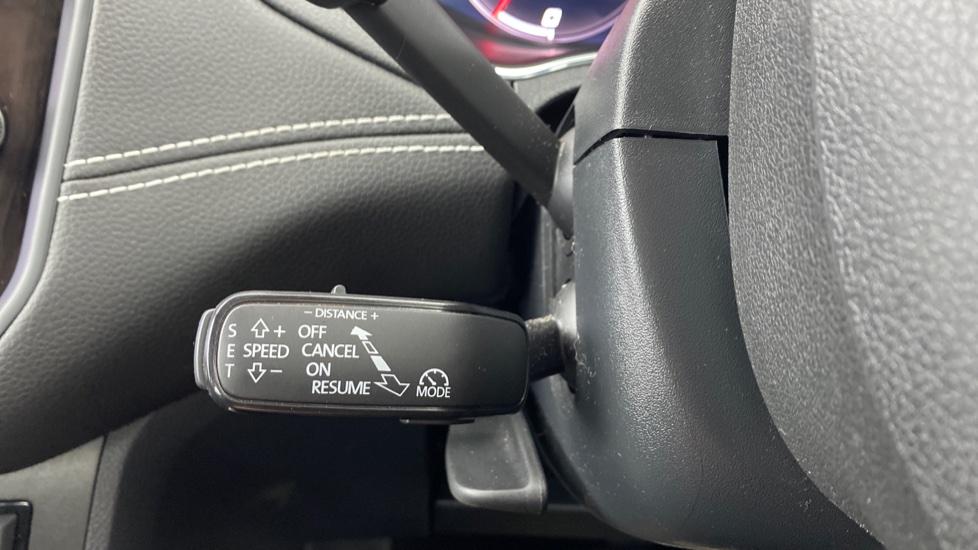 – DISTANCE +
S + OFF
E SPEED CANCEL
T – ON
RESUME MODE